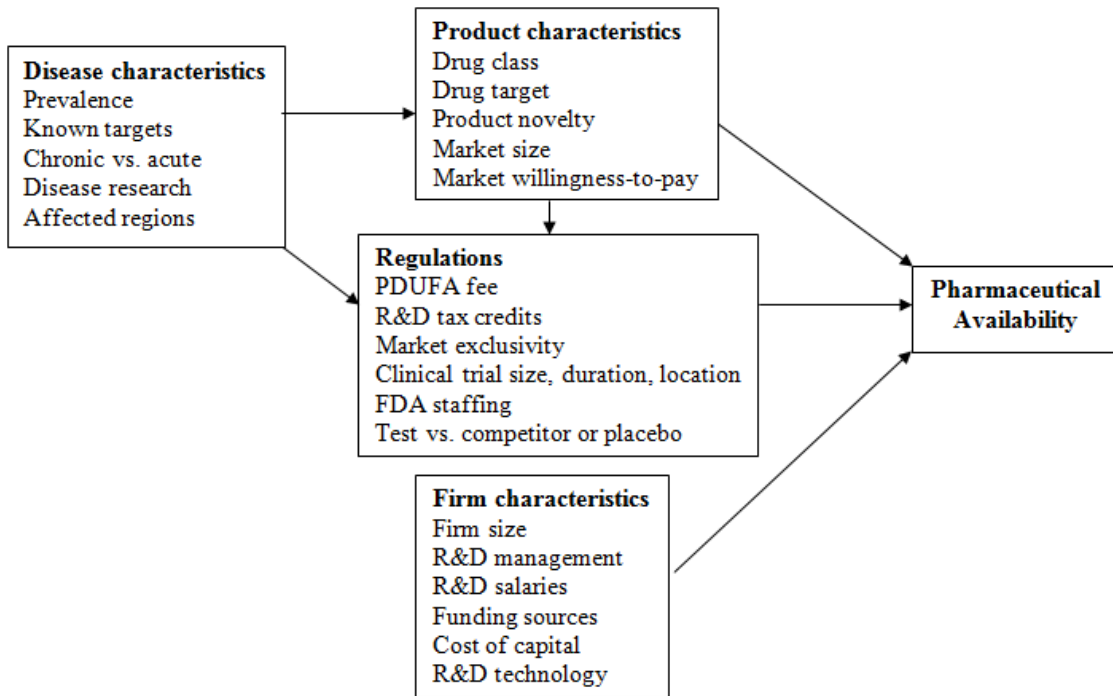 Disease characteristics
Prevalence
Known targets
Chronic vs. acute
Disease research
Affected regions
Product characteristics
Drug class
Drug target
Product novelty
Market size
Market willingness-to-pay
Regulations
PDUFA fee
R&D tax credits
Market exclusivity
Clinical trial size, duration, location
FDA staffing
Test vs. competitor or placebo
Firm characteristics
Firm size
R&D management
R&D salaries
Funding sources
Cost of capital
R&D technology
Pharmaceutical
Availability